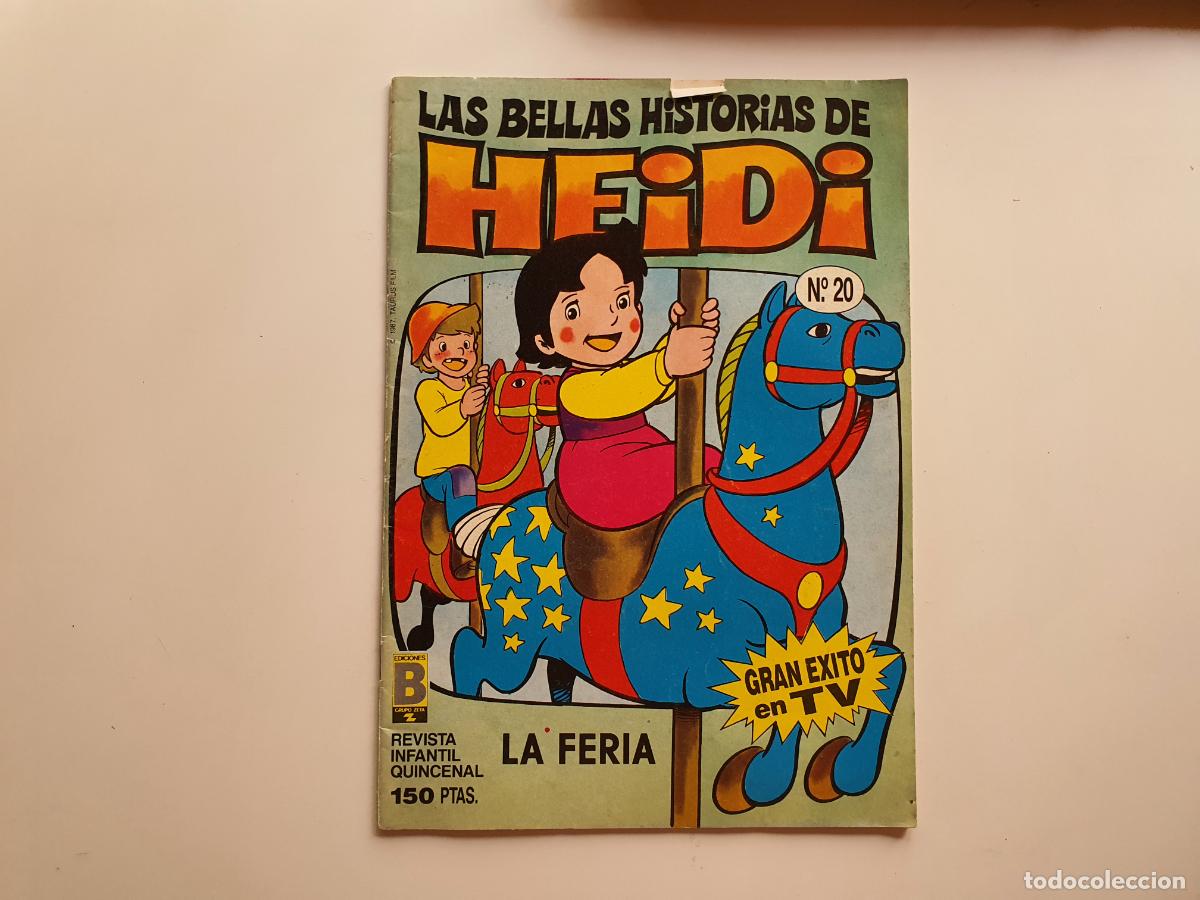 LAS BELLAS HiSTORiAS DE
HEiDi
Nº 20
1987. TAURUS FILM
GRAN EXITO
en TV
EDICIONES
B
GRUPO ZETA
Z
REVISTA
INFANTIL
QUINCENAL
150 PTAS.
LA FERIA
todocoleccion